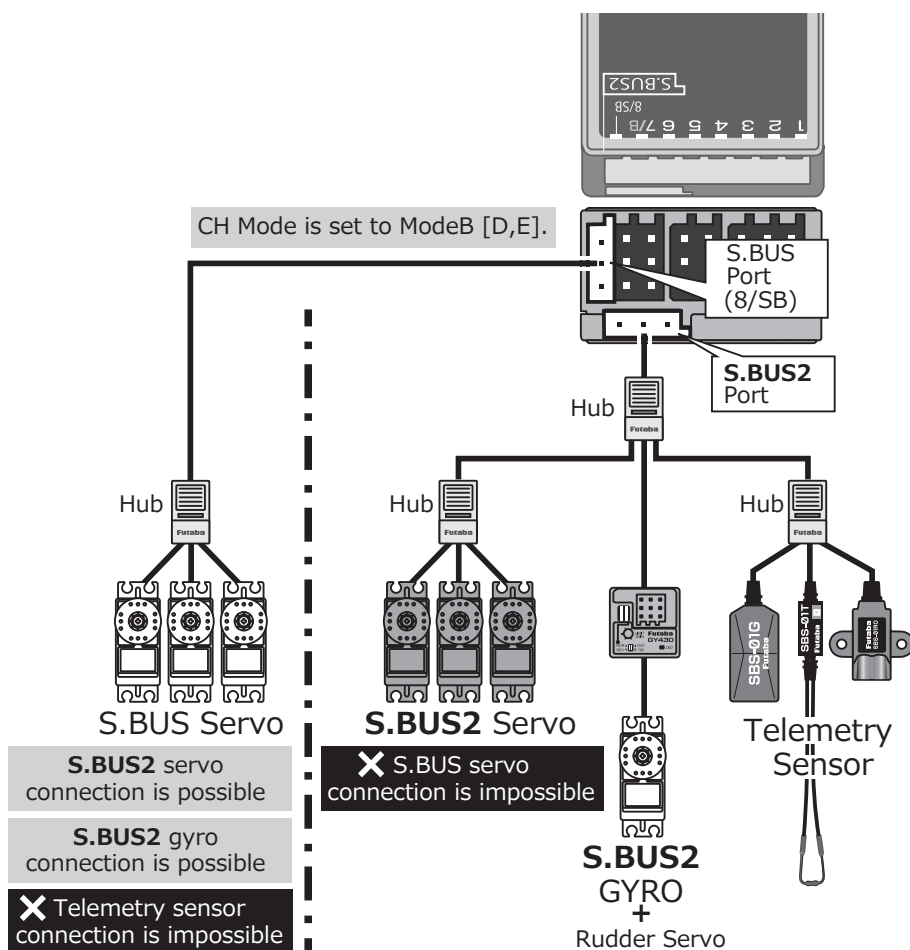 S.BUS2
8/SB
7/B 6 5 4 3 2 1
CH Mode is set to ModeB [D,E].
S.BUS
Port
(8/SB)
S.BUS2
Port
Hub
Futaba
Hub
Futaba
Hub
Futaba
Hub
Futaba
Futaba
GY430
SBS-01G
Futaba
SBS-01T
Futaba
Futaba
SBS-01RO
S.BUS Servo
S.BUS2 Servo
Telemetry
Sensor
S.BUS2 servo
connection is possible
S.BUS servo
connection is impossible
S.BUS2 gyro
connection is possible
Telemetry sensor
connection is impossible
S.BUS2
GYRO
+
Rudder Servo